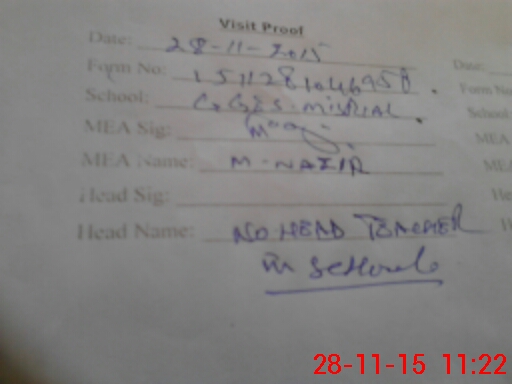 Visit Proof
Date: 28-11-2015
Form No:
School: GGES. MISRIAL.
MEA Sig:
MEA Name: M-NAZIR
Head Sig:
Head Name: NO HEAD TEACHER
in school
Date:
Form No
School
MEA
MEA
He
H
28-11-15 11:22